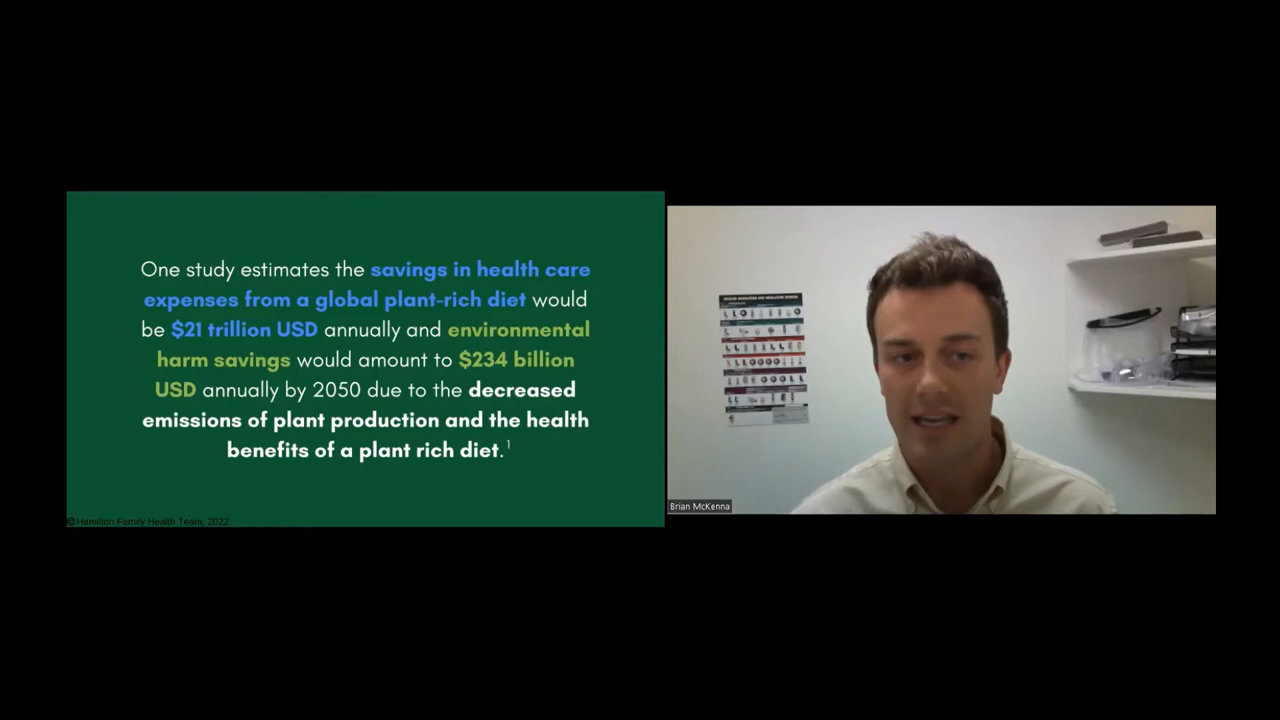 One study estimates the savings in health care
expenses from a global plant-rich diet would
be $21 trillion USD annually and environmental
harm savings would amount to $234 billion
USD annually by 2050 due to the decreased
emissions of plant production and the health
benefits of a plant rich diet.¹
© Hamilton Family Health Team, 2022
Brian McKenna